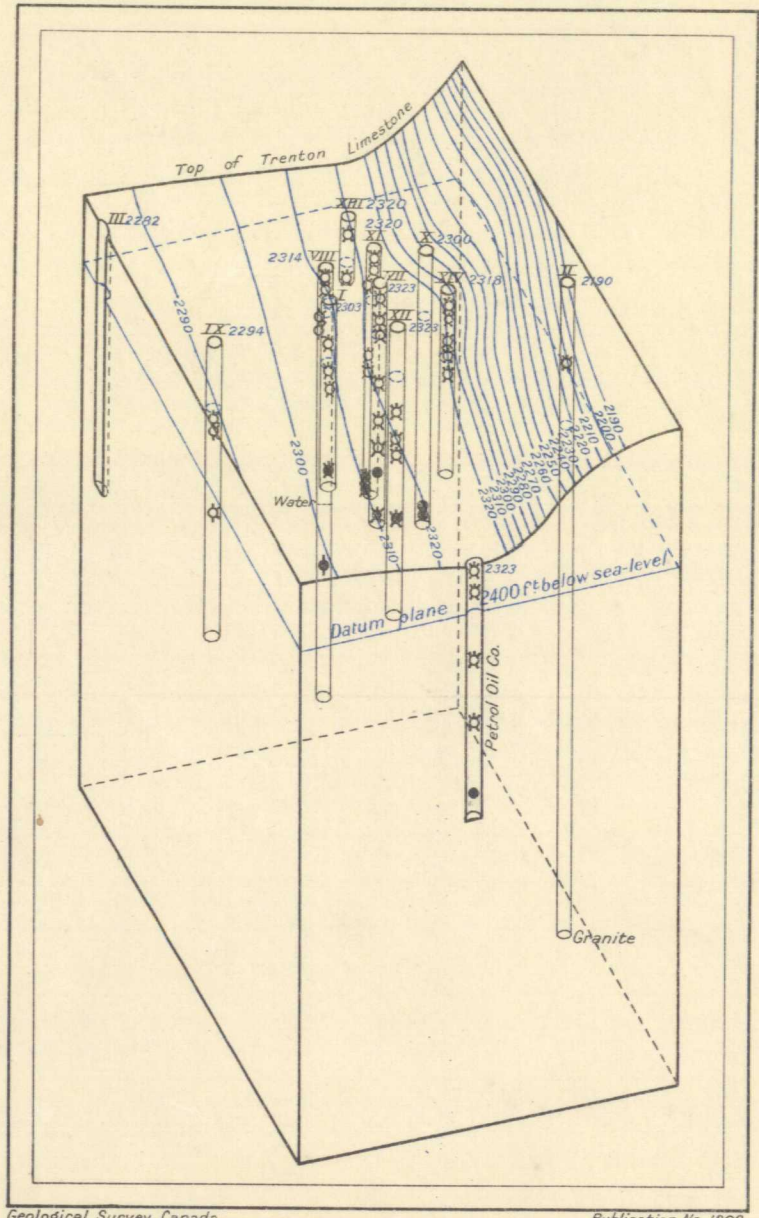 Top of Trenton Limestone
III 2282
XIII 2320
2320
XI
X 2300
2314 VIII
I
2303
VII
2323
XIV 2318
II 2190
XII
2323
IX 2294
2290
2300
2310
2320
2190
2200
2210
2220
2230
2240
2250
2260
2270
2280
2290
2300
2310
2320
Water
2323
Datum plane 2400 ft below sea-level
Petrol Oil Co.
Granite
Geological Survey, Canada.